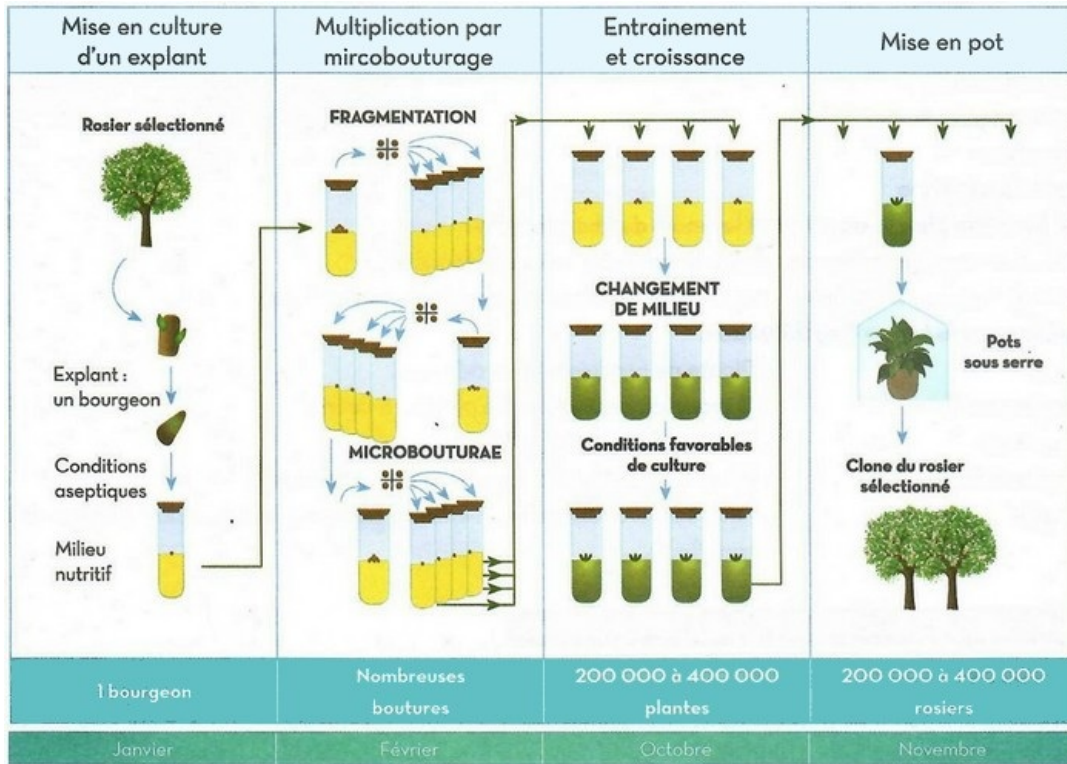 Mise en culture
d'un explant
Multiplication par
mircobouturage
Entrainement
et croissance
Mise en pot
Rosier sélectionné
Explant :
un bourgeon
Conditions
aseptiques
Milieu
nutritif
FRAGMENTATION
MICROBOUTURAE
CHANGEMENT
DE MILIEU
Conditions favorables
de culture
Pots
sous serre
Clone du rosier
sélectionné
1 bourgeon
Nombreuses
boutures
200 000 à 400 000
plantes
200 000 à 400 000
rosiers
Janvier
Février
Octobre
Novembre